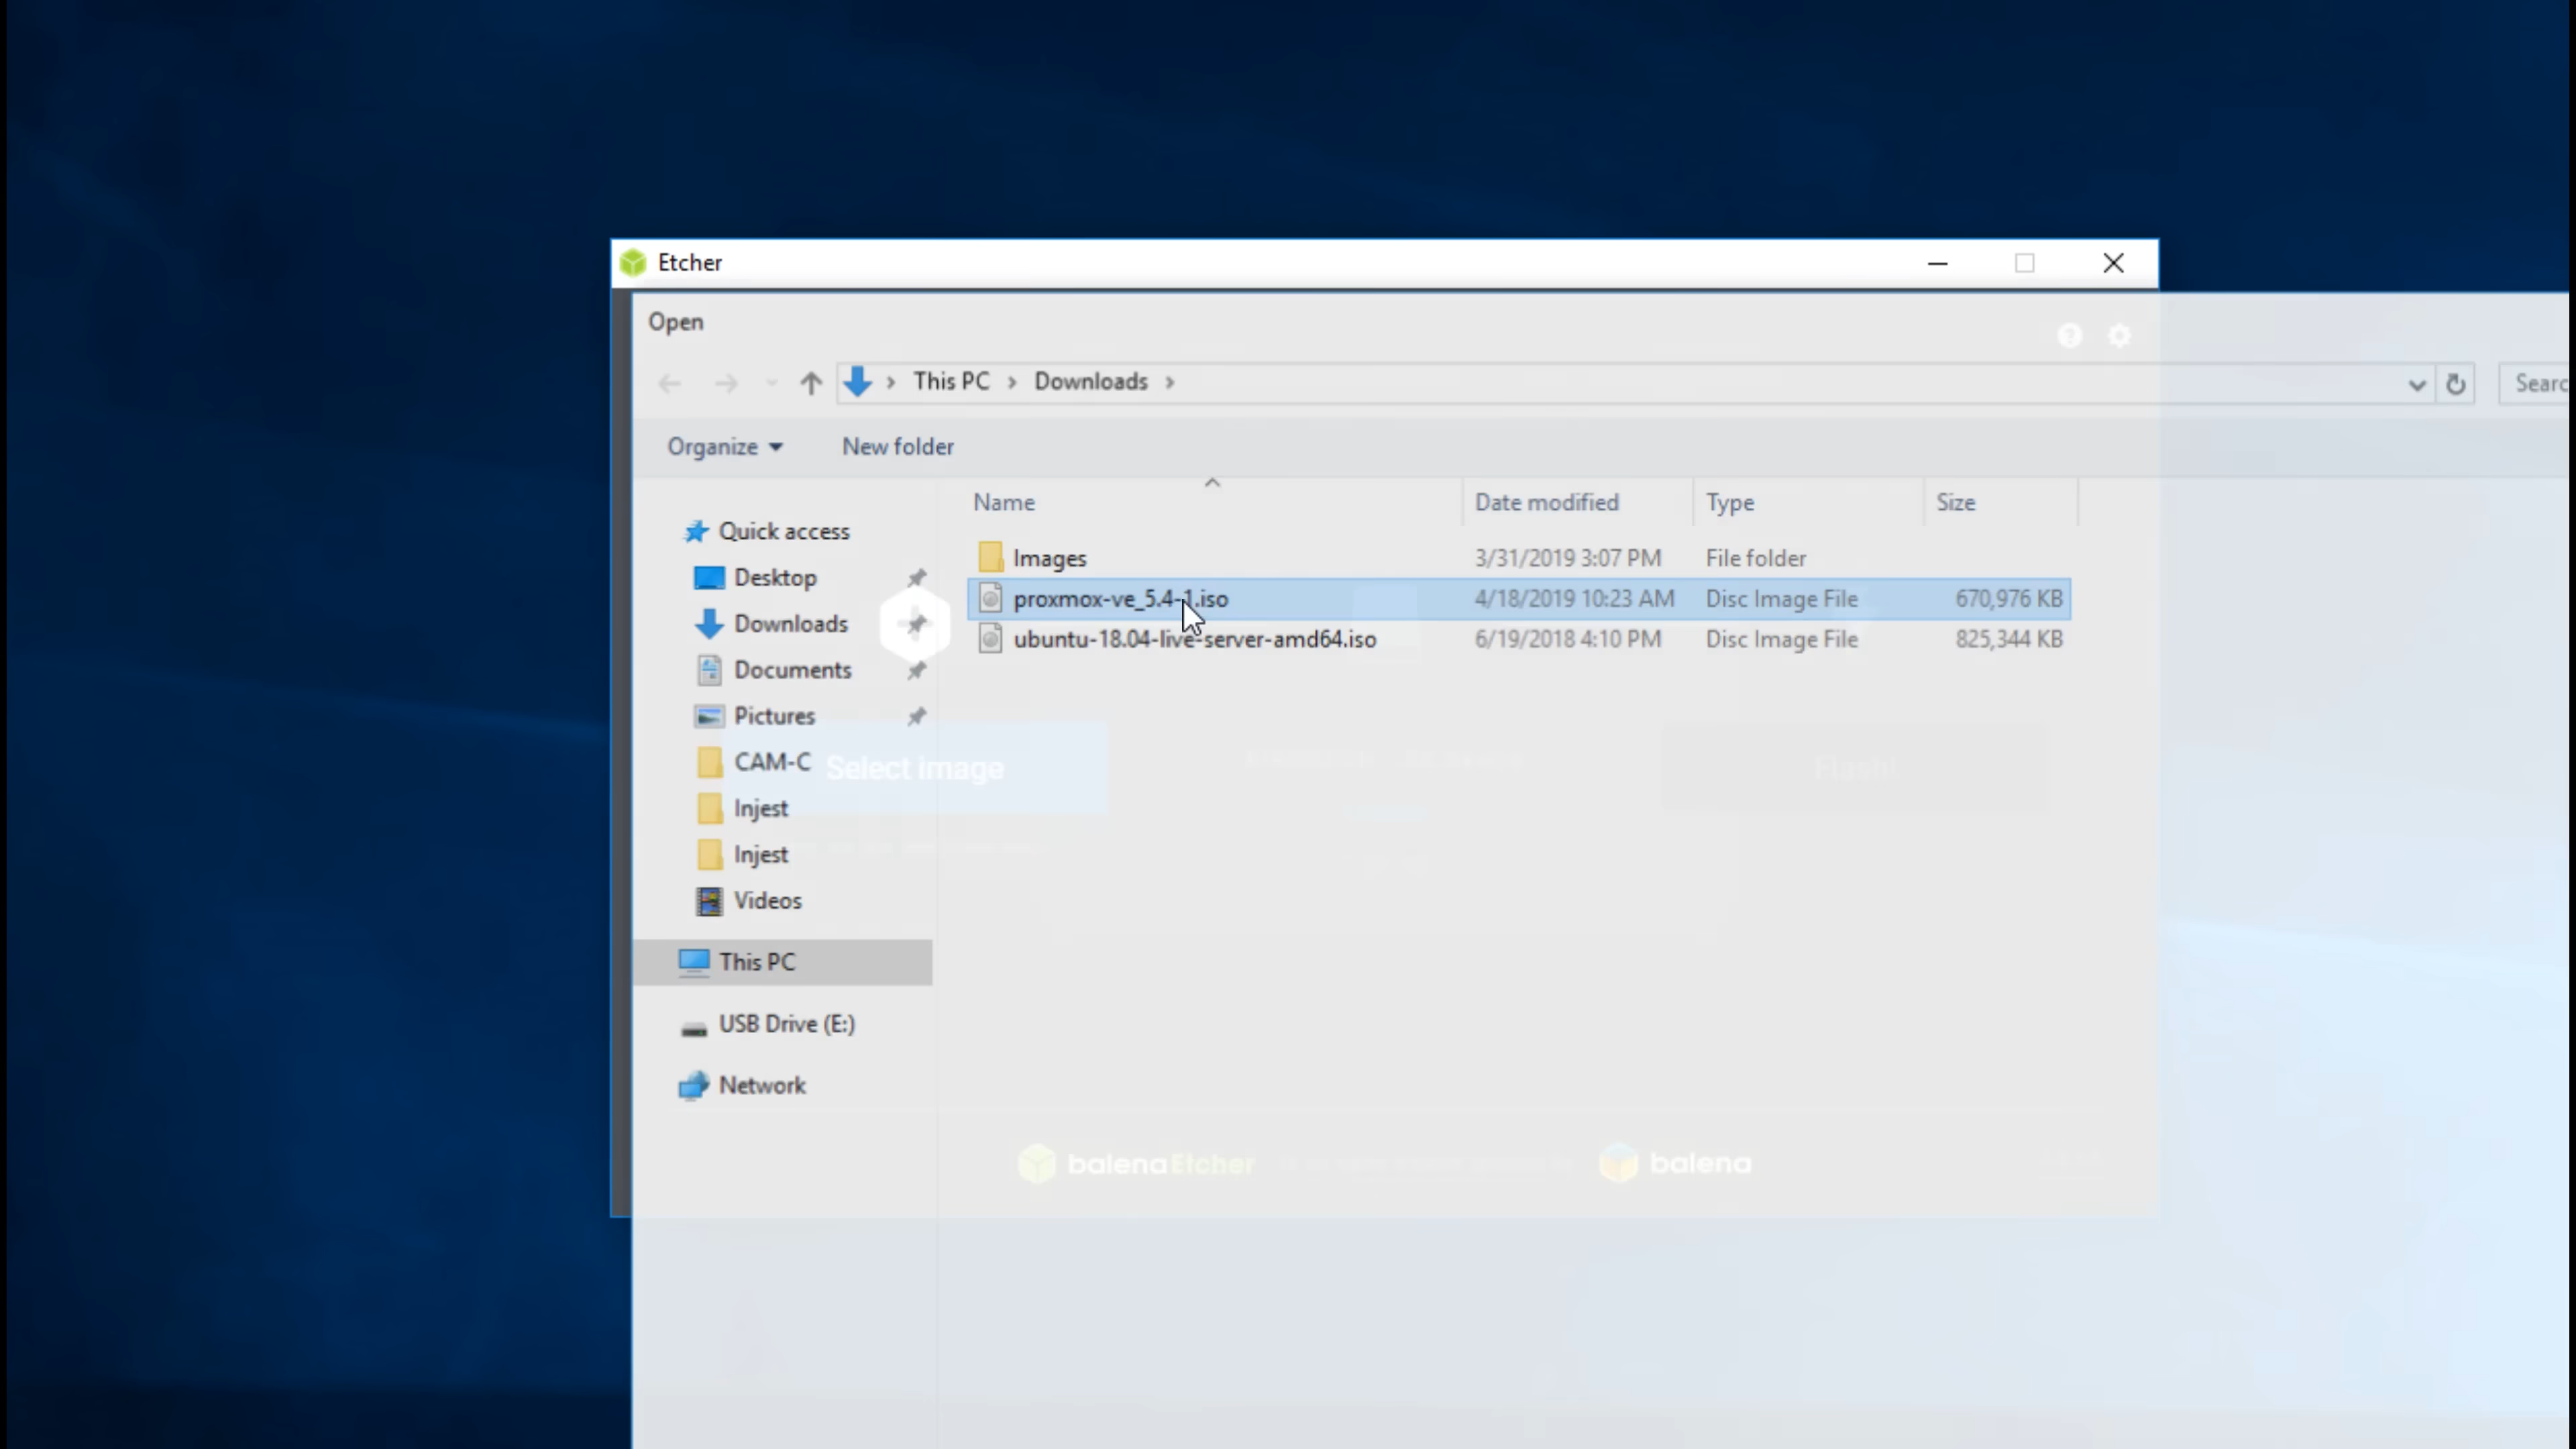 Etcher
Open
This PC
Downloads
Searc
Organize
New folder
Name
Date modified
Type
Size
Quick access
Desktop
Downloads
Documents
Pictures
CAM-C
Injest
Injest
Videos
This PC
USB Drive (E:)
Network
Images 3/31/2019 3:07 PM File folder
proxmox-ve_5.4-1.iso 4/18/2019 10:23 AM Disc Image File 670,976 KB
ubuntu-18.04-live-server-amd64.iso 6/19/2018 4:10 PM Disc Image File 825,344 KB
Select image
Flash!
balenaEtcher
balena